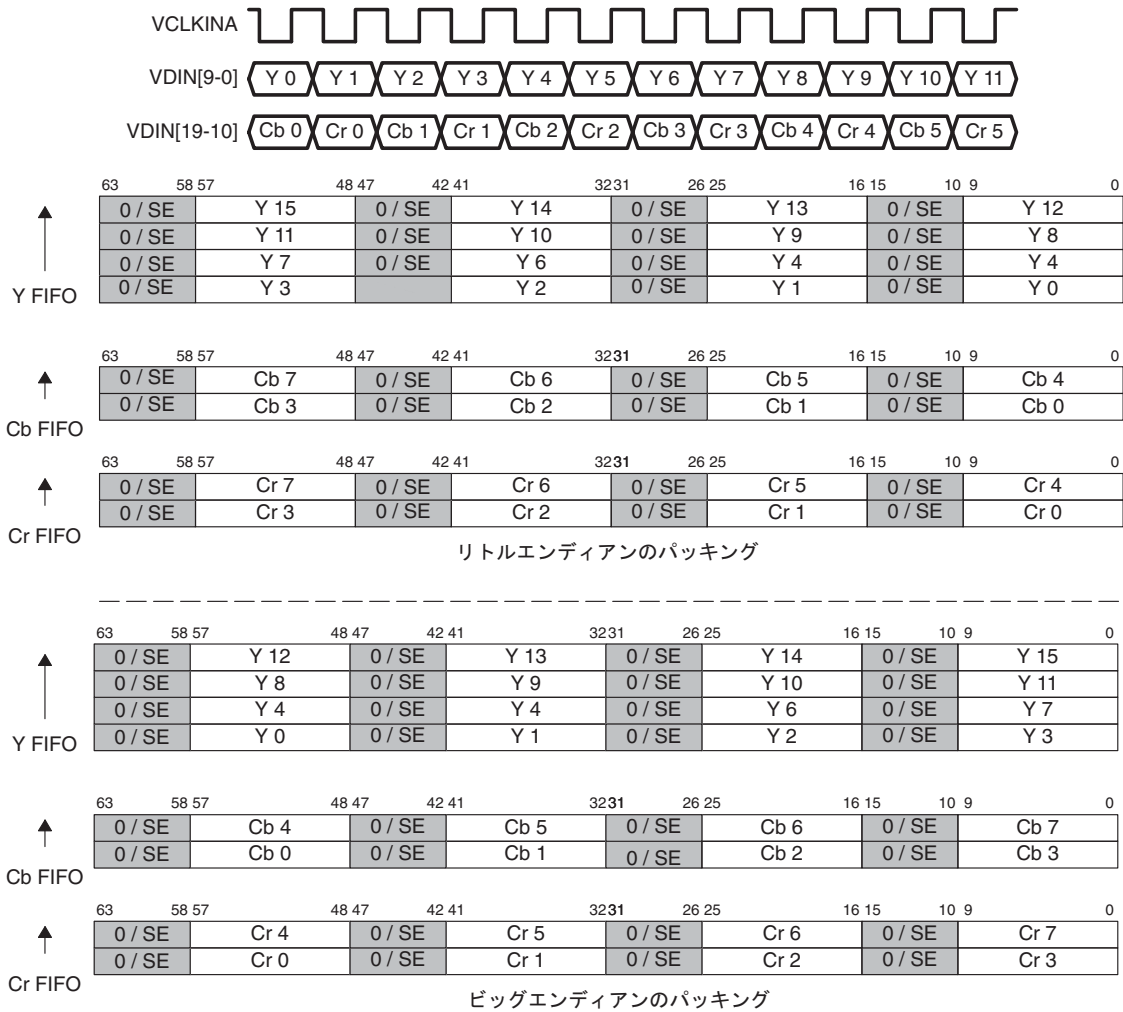 VCLKINA
VDIN[9-0] Y 0 Y 1 Y 2 Y 3 Y 4 Y 5 Y 6 Y 7 Y 8 Y 9 Y 10 Y 11
VDIN[19-10] Cb 0 Cr 0 Cb 1 Cr 1 Cb 2 Cr 2 Cb 3 Cr 3 Cb 4 Cr 4 Cb 5 Cr 5
63 58 57 48 47 42 41 32 31 26 25 16 15 10 9 0
0 / SE Y 15 0 / SE Y 14 0 / SE Y 13 0 / SE Y 12
0 / SE Y 11 0 / SE Y 10 0 / SE Y 9 0 / SE Y 8
0 / SE Y 7 0 / SE Y 6 0 / SE Y 4 0 / SE Y 4
0 / SE Y 3 Y 2 0 / SE Y 1 0 / SE Y 0
Y FIFO
63 58 57 48 47 42 41 32 31 26 25 16 15 10 9 0
0 / SE Cb 7 0 / SE Cb 6 0 / SE Cb 5 0 / SE Cb 4
0 / SE Cb 3 0 / SE Cb 2 0 / SE Cb 1 0 / SE Cb 0
Cb FIFO
63 58 57 48 47 42 41 32 31 26 25 16 15 10 9 0
0 / SE Cr 7 0 / SE Cr 6 0 / SE Cr 5 0 / SE Cr 4
0 / SE Cr 3 0 / SE Cr 2 0 / SE Cr 1 0 / SE Cr 0
Cr FIFO
リトルエンディアンのパッキング
63 58 57 48 47 42 41 32 31 26 25 16 15 10 9 0
0 / SE Y 12 0 / SE Y 13 0 / SE Y 14 0 / SE Y 15
0 / SE Y 8 0 / SE Y 9 0 / SE Y 10 0 / SE Y 11
0 / SE Y 4 0 / SE Y 4 0 / SE Y 6 0 / SE Y 7
0 / SE Y 0 0 / SE Y 1 0 / SE Y 2 0 / SE Y 3
Y FIFO
63 58 57 48 47 42 41 32 31 26 25 16 15 10 9 0
0 / SE Cb 4 0 / SE Cb 5 0 / SE Cb 6 0 / SE Cb 7
0 / SE Cb 0 0 / SE Cb 1 0 / SE Cb 2 0 / SE Cb 3
Cb FIFO
63 58 57 48 47 42 41 32 31 26 25 16 15 10 9 0
0 / SE Cr 4 0 / SE Cr 5 0 / SE Cr 6 0 / SE Cr 7
0 / SE Cr 0 0 / SE Cr 1 0 / SE Cr 2 0 / SE Cr 3
Cr FIFO
ビッグエンディアンのパッキング